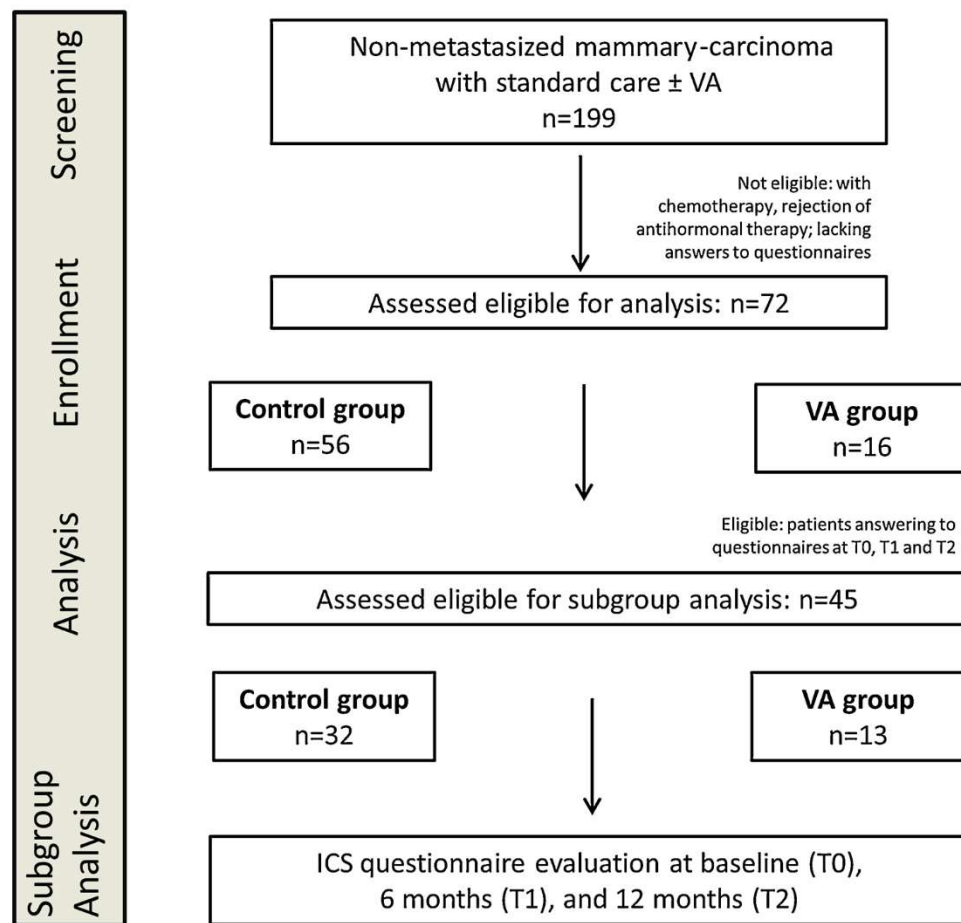 Screening
Non-metastasized mammary-carcinoma
with standard care ± VA
n=199
Not eligible: with
chemotherapy, rejection of
antihormonal therapy; lacking
answers to questionnaires
Enrollment
Assessed eligible for analysis: n=72
Control group
n=56
VA group
n=16
Analysis
Eligible: patients answering to
questionnaires at T0, T1 and T2
Assessed eligible for subgroup analysis: n=45
Control group
n=32
VA group
n=13
Subgroup
Analysis
ICS questionnaire evaluation at baseline (T0),
6 months (T1), and 12 months (T2)